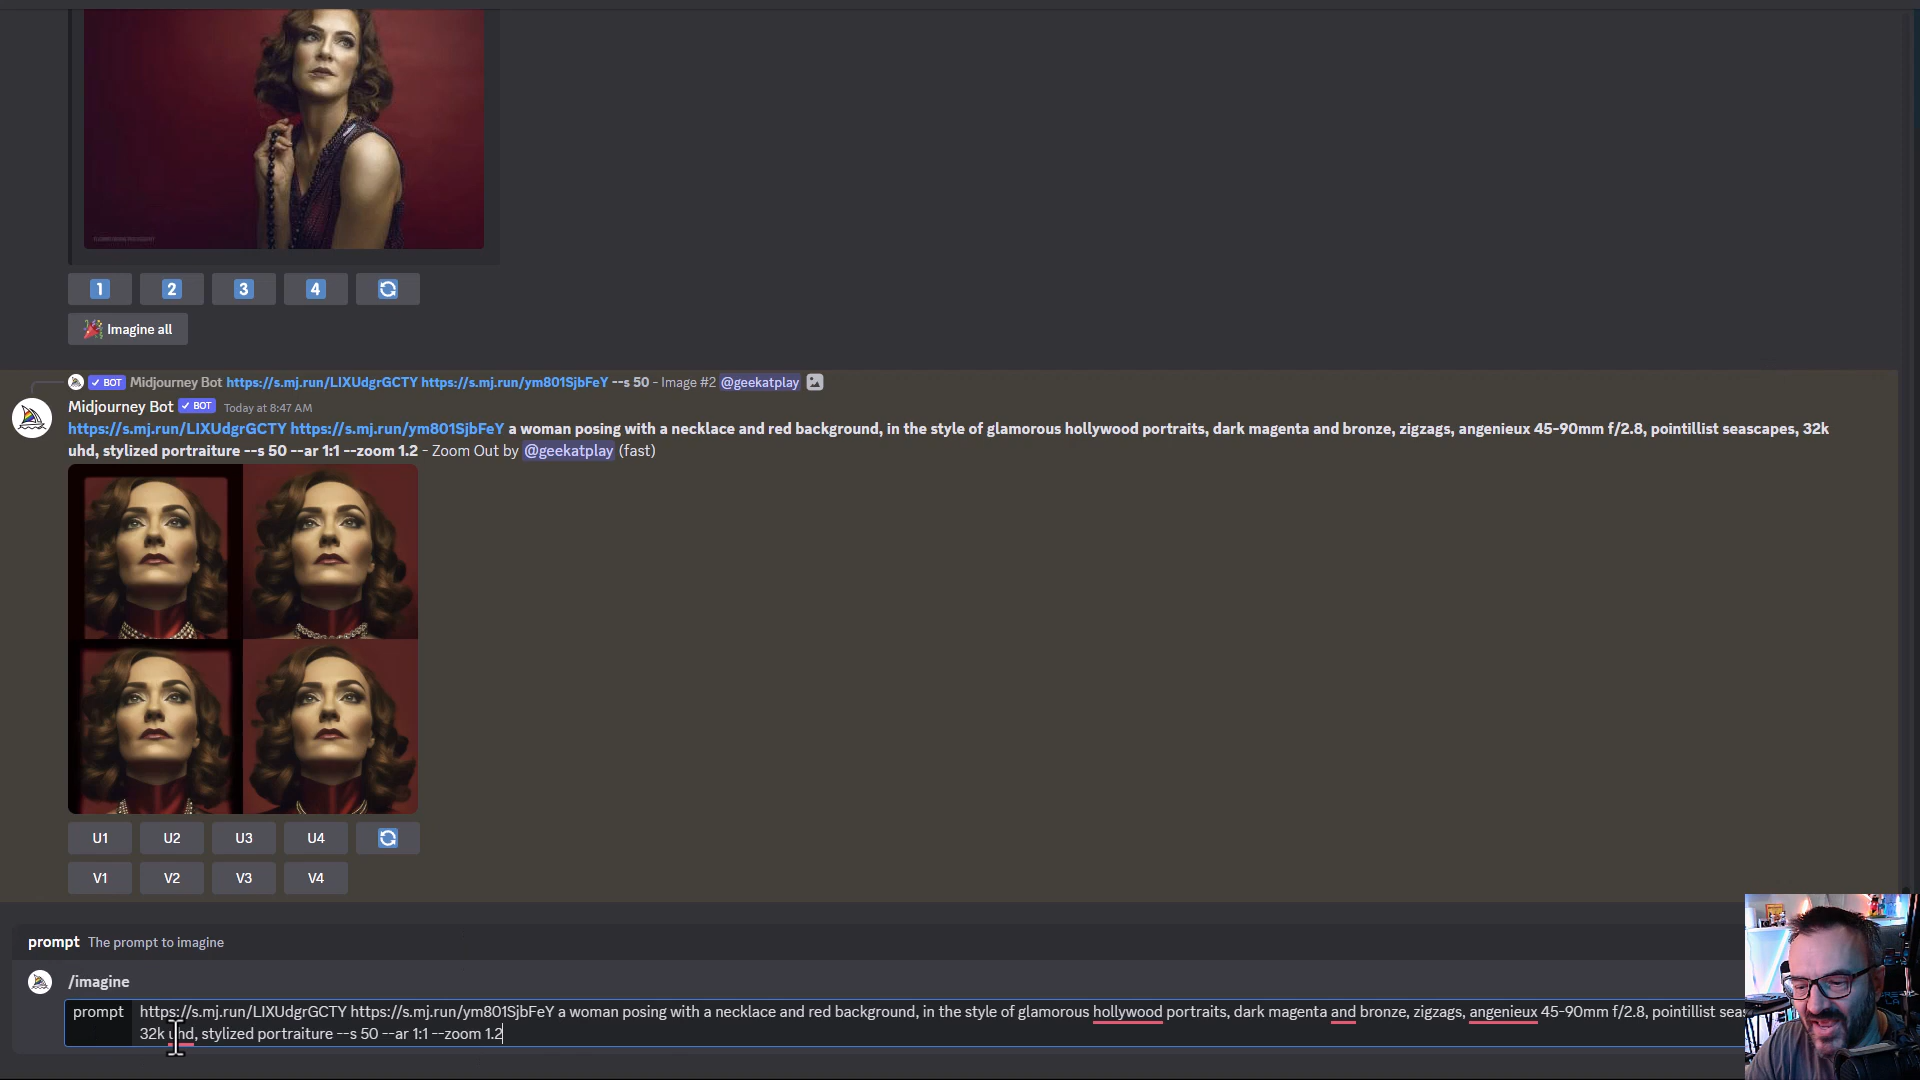 1 2 3 4
Imagine all
✓ BOT Midjourney Bot https://s.mj.run/LIXUdgrGCTY https://s.mj.run/ym801SjbFeY --s 50 - Image #2 @geekatplay
Midjourney Bot ✓ BOT Today at 8:47 AM
https://s.mj.run/LIXUdgrGCTY https://s.mj.run/ym801SjbFeY a woman posing with a necklace and red background, in the style of glamorous hollywood portraits, dark magenta and bronze, zigzags, angenieux 45-90mm f/2.8, pointillist seascapes, 32k
uhd, stylized portraiture --s 50 --ar 1:1 --zoom 1.2 - Zoom Out by @geekatplay (fast)
U1 U2 U3 U4
V1 V2 V3 V4
prompt The prompt to imagine
/imagine
prompt https://s.mj.run/LIXUdgrGCTY https://s.mj.run/ym801SjbFeY a woman posing with a necklace and red background, in the style of glamorous hollywood portraits, dark magenta and bronze, zigzags, angenieux 45-90mm f/2.8, pointillist seas
32k uhd, stylized portraiture --s 50 --ar 1:1 --zoom 1.2